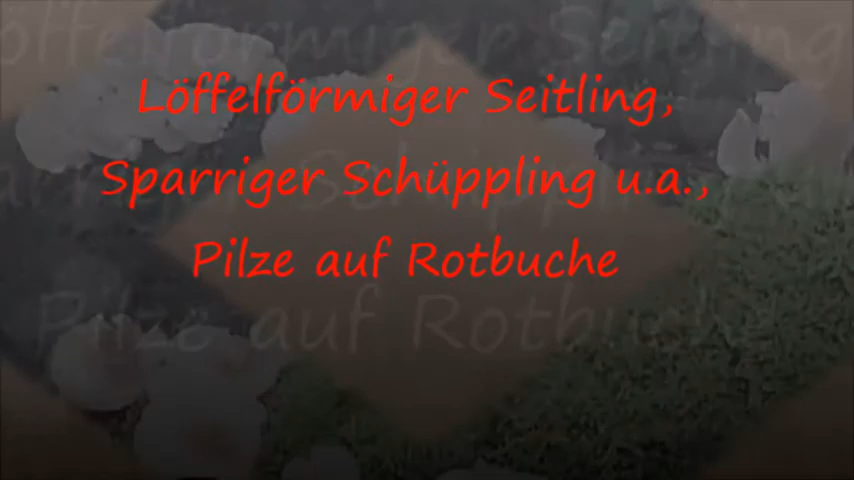 Löffelförmiger Seitling,
Sparriger Schüppling u.a.,
Pilze auf Rotbuche